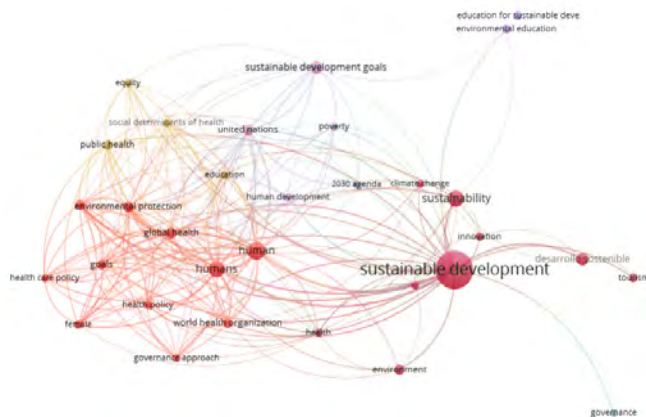 education for sustainable deve
environmental education
sustainable development goals
equity
social determinants of health
united nations
poverty
public health
education
2030 agenda
climate change
human development
sustainability
environmental protection
global health
innovation
human
desarrollo sostenible
goals
humans
sustainable development
health care policy
tourism
health policy
female
world health organization
health
governance approach
environment
governance